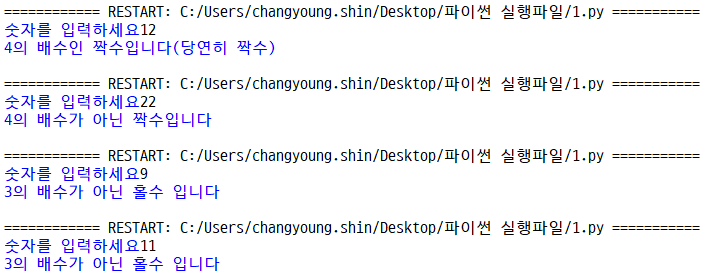 ============ RESTART: C:/Users/changyoung.shin/Desktop/파이썬 실행파일/1.py ===========
숫자를 입력하세요12
4의 배수인 짝수입니다(당연히 짝수)
============ RESTART: C:/Users/changyoung.shin/Desktop/파이썬 실행파일/1.py ===========
숫자를 입력하세요22
4의 배수가 아닌 짝수입니다
============ RESTART: C:/Users/changyoung.shin/Desktop/파이썬 실행파일/1.py ===========
숫자를 입력하세요9
3의 배수가 아닌 홀수 입니다
============ RESTART: C:/Users/changyoung.shin/Desktop/파이썬 실행파일/1.py ===========
숫자를 입력하세요11
3의 배수가 아닌 홀수 입니다